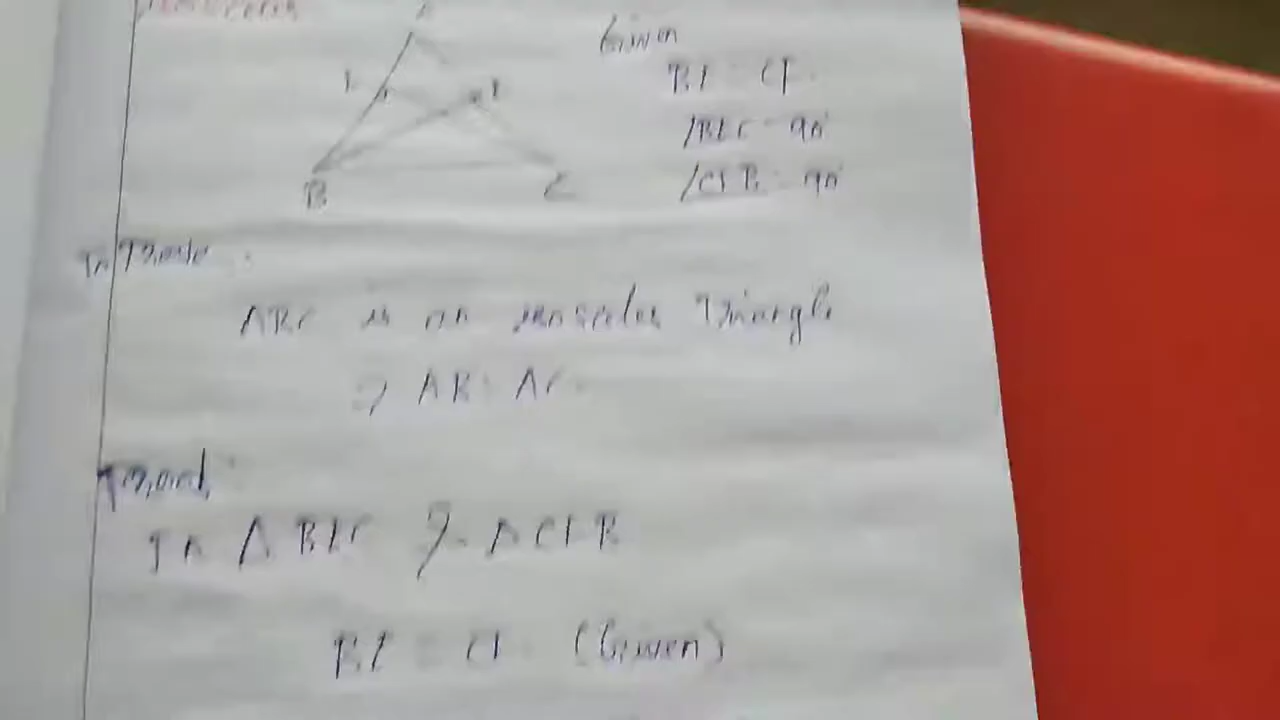 A
Given
BE = CF
∠BEC = 90°
∠CFB = 90°
F
B
C
To Prove :
ABC is an isosceles Triangle
⇒ AB = AC
Proof :
In Δ BEC & Δ CFB
BE = CF (Given)